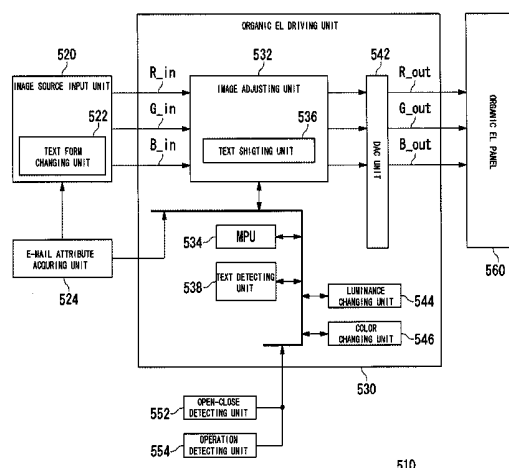 ORGANIC EL DRIVING UNIT
520
532
542
IMAGE SOURCE INPUT UNIT
522
TEXT FORM
CHANGING UNIT
R_in
G_in
B_in
IMAGE ADJUSTING UNIT
536
TEXT SHIGTING UNIT
DAC UNIT
R_out
G_out
B_out
ORGANIC EL PANEL
560
E-MAIL ATTRIBUTE
ACQURING UNIT
524
534
MPU
538
TEXT DETECTING
UNIT
LUMINANCE
CHANGING UNIT
544
COLOR
CHANGING UNIT
546
530
552
OPEN-CLOSE
DETECTING UNIT
554
OPERATION
DETECTING UNIT
510